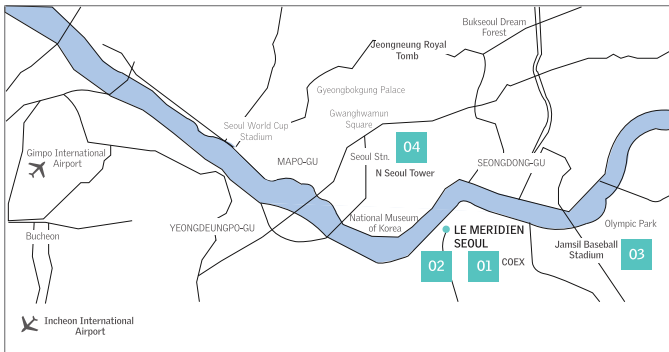 Bukseoul Dream
Forest
Jeongneung Royal
Tomb
Gyeongbokgung Palace
Gwanghwamun
Square
Seoul World Cup
Stadium
04
Gimpo International
Airport
MAPO-GU
Seoul Stn.
SEONGDONG-GU
N Seoul Tower
National Museum
of Korea
YEONGDEUNGPO-GU
Olympic Park
LE MERIDIEN
SEOUL
Bucheon
Jamsil Baseball
Stadium
03
02
01
COEX
Incheon International
Airport